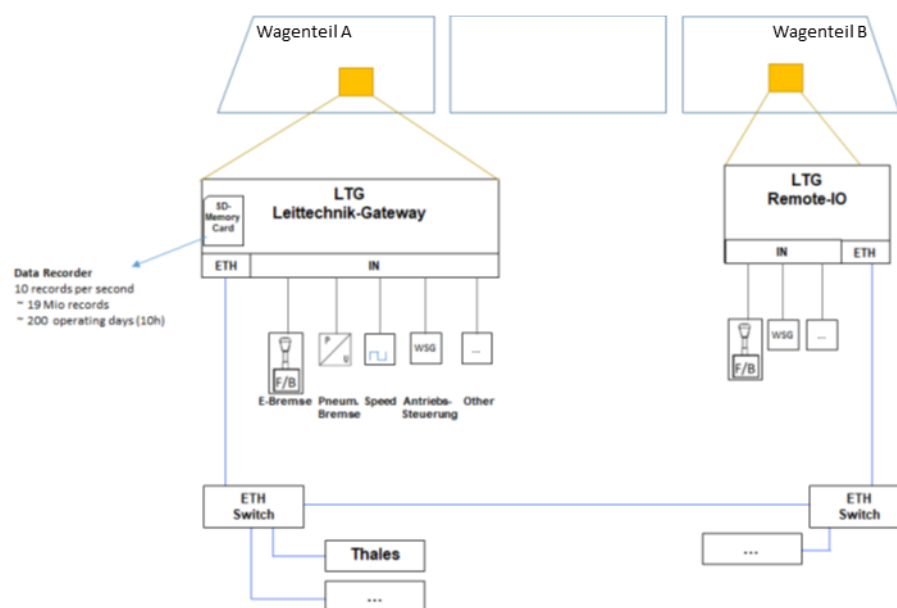 Wagenteil A
Wagenteil B
LTG
Leittechnik-Gateway
SD-
Memory
Card
ETH
IN
LTG
Remote-IO
IN
ETH
Data Recorder
10 records per second
~ 19 Mio records
~ 200 operating days (10h)
F/B
P
U
WSG
...
E-Bremse
Pneum.
Bremse
Speed
Antriebs-
Steuerung
Other
F/B
WSG
...
ETH
Switch
ETH
Switch
Thales
...
...